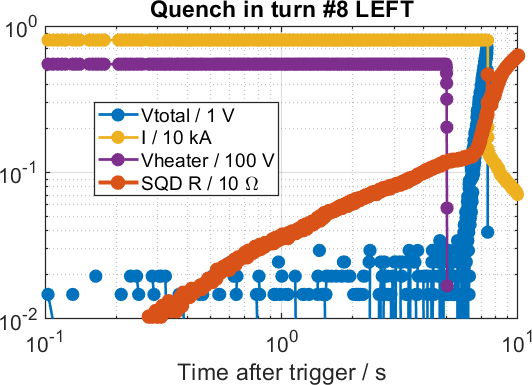 Quench in turn #8 LEFT
10^0
10^-1
10^-2
Vtotal / 1 V
I / 10 kA
Vheater / 100 V
SQD R / 10 Ω
10^-1 10^0 10^1
Time after trigger / s